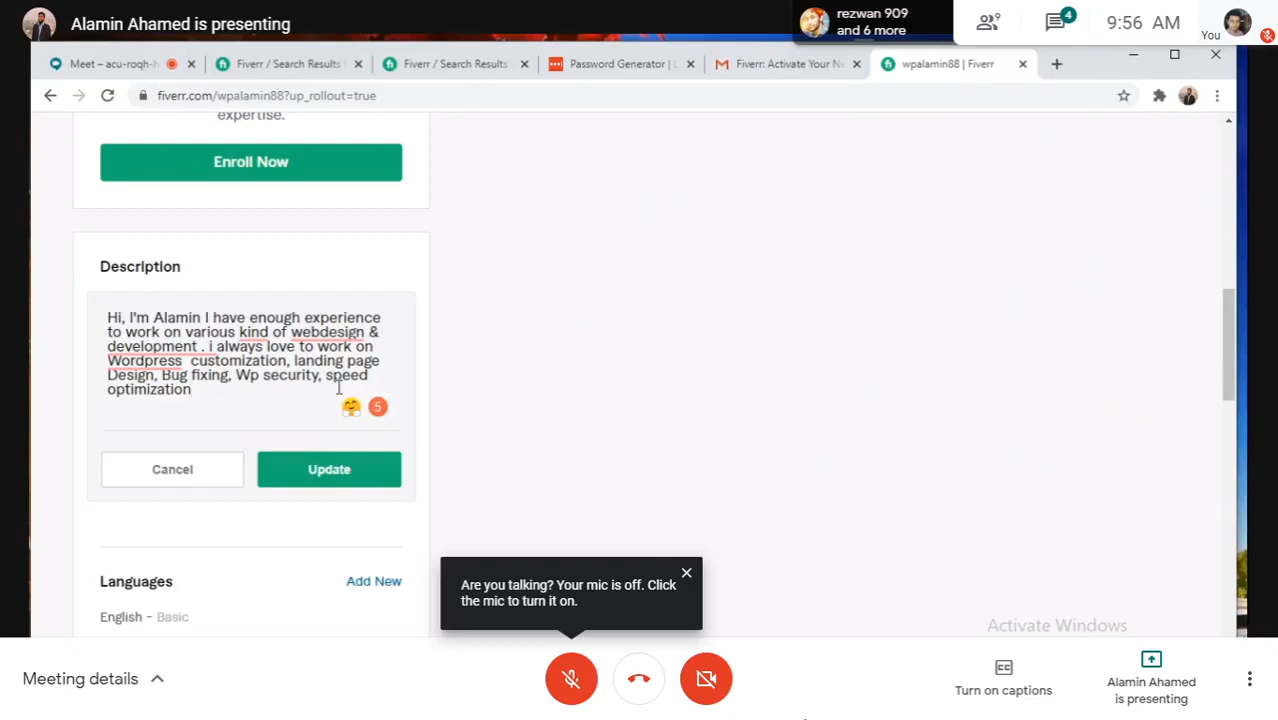 Alamin Ahamed is presenting
rezwan 909
and 6 more
9
4
9:56 AM
You
Meet – acu-roqh-h
Fiverr / Search Results
Fiverr / Search Results
Password Generator | L
Fiverr: Activate Your Ne
wpalamin88 | Fiverr
fiverr.com/wpalamin88?up_rollout=true
expertise.
Enroll Now
Description
Hi, I'm Alamin I have enough experience
to work on various kind of webdesign &
development . i always love to work on
Wordpress customization, landing page
Design, Bug fixing, Wp security, speed
optimization
5
Cancel
Update
Languages
Add New
English - Basic
Are you talking? Your mic is off. Click
the mic to turn it on.
Activate Windows
Meeting details
CC
Turn on captions
Alamin Ahamed
is presenting